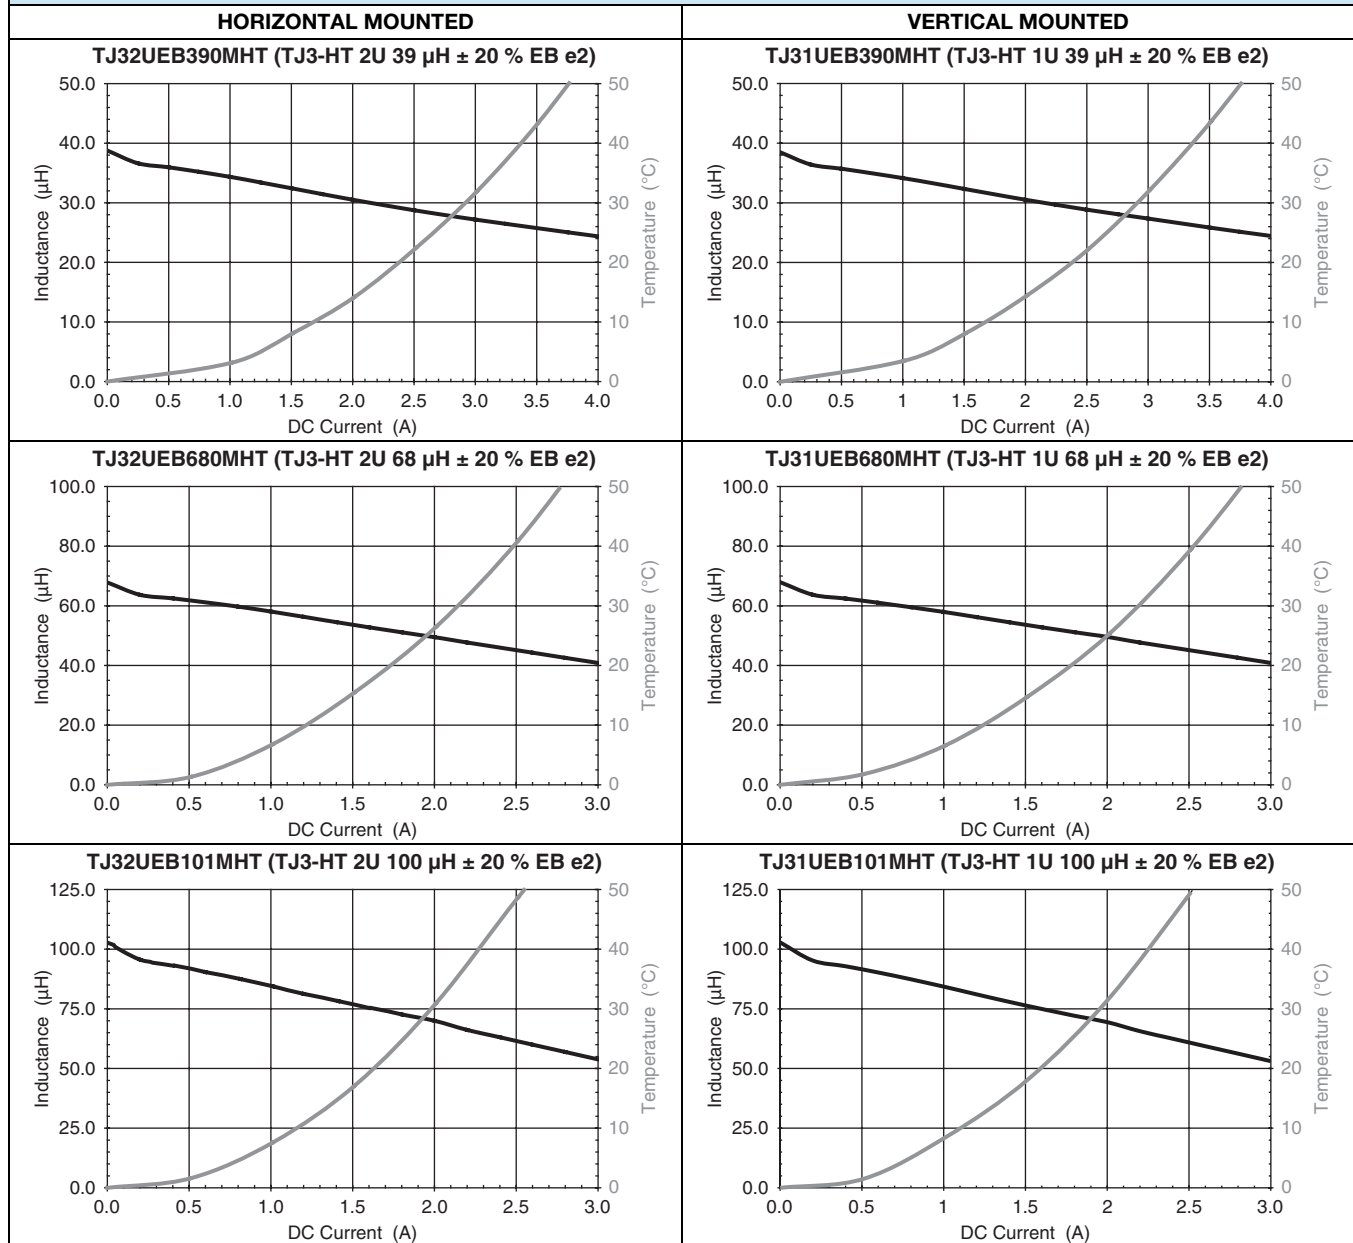 HORIZONTAL MOUNTED
VERTICAL MOUNTED
TJ32UEB390MHT (TJ3-HT 2U 39 µH ± 20 % EB e2)
50.0
40.0
30.0
20.0
10.0
0.0
Inductance (µH)
50
40
30
20
10
0
Temperature (°C)
0.0 0.5 1.0 1.5 2.0 2.5 3.0 3.5 4.0
DC Current (A)
TJ31UEB390MHT (TJ3-HT 1U 39 µH ± 20 % EB e2)
50.0
40.0
30.0
20.0
10.0
0.0
Inductance (µH)
50
40
30
20
10
0
Temperature (°C)
0.0 0.5 1 1.5 2 2.5 3 3.5 4.0
DC Current (A)
TJ32UEB680MHT (TJ3-HT 2U 68 µH ± 20 % EB e2)
100.0
80.0
60.0
40.0
20.0
0.0
Inductance (µH)
50
40
30
20
10
0
Temperature (°C)
0.0 0.5 1.0 1.5 2.0 2.5 3.0
DC Current (A)
TJ31UEB680MHT (TJ3-HT 1U 68 µH ± 20 % EB e2)
100.0
80.0
60.0
40.0
20.0
0.0
Inductance (µH)
50
40
30
20
10
0
Temperature (°C)
0.0 0.5 1 1.5 2 2.5 3.0
DC Current (A)
TJ32UEB101MHT (TJ3-HT 2U 100 µH ± 20 % EB e2)
125.0
100.0
75.0
50.0
25.0
0.0
Inductance (µH)
50
40
30
20
10
0
Temperature (°C)
0.0 0.5 1.0 1.5 2.0 2.5 3.0
DC Current (A)
TJ31UEB101MHT (TJ3-HT 1U 100 µH ± 20 % EB e2)
125.0
100.0
75.0
50.0
25.0
0.0
Inductance (µH)
50
40
30
20
10
0
Temperature (°C)
0.0 0.5 1 1.5 2 2.5 3.0
DC Current (A)